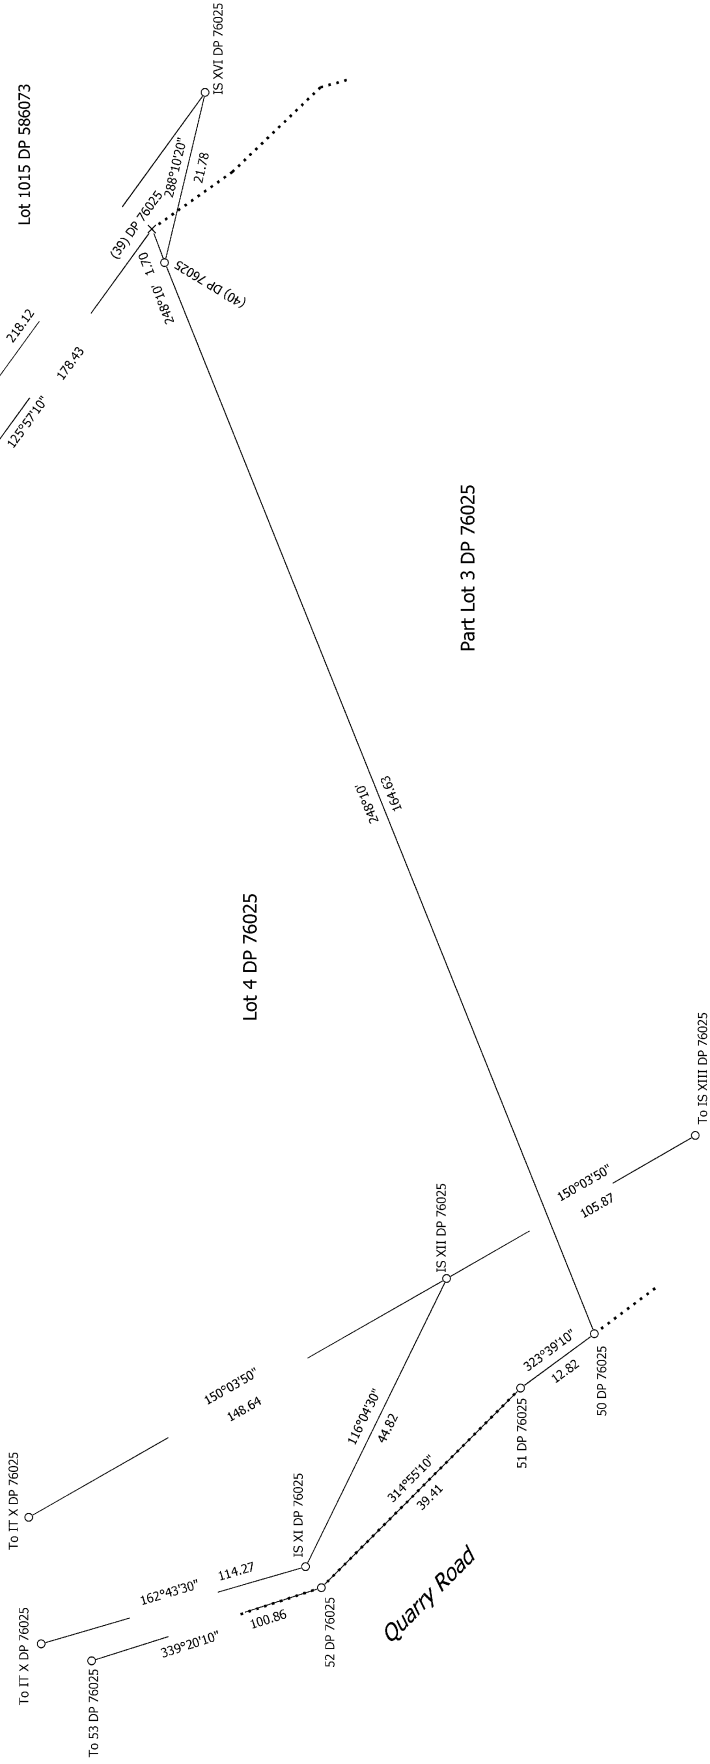 IS XVI DP 76025
Lot 1015 DP 586073
288°10'20"
21.78
(39) DP 76025
1.70
248°10'
(40) DP 76025
218.12
178.43
125°57'10"
Part Lot 3 DP 76025
248°10'
164.63
Lot 4 DP 76025
To IS XIII DP 76025
150°03'50"
105.87
IS XII DP 76025
323°39'10"
12.82
50 DP 76025
150°03'50"
148.64
116°04'30"
44.82
51 DP 76025
To IT X DP 76025
314°55'10"
39.41
IS XI DP 76025
114.27
162°43'30"
Quarry Road
100.86
339°20'10"
52 DP 76025
To IT X DP 76025
To 53 DP 76025